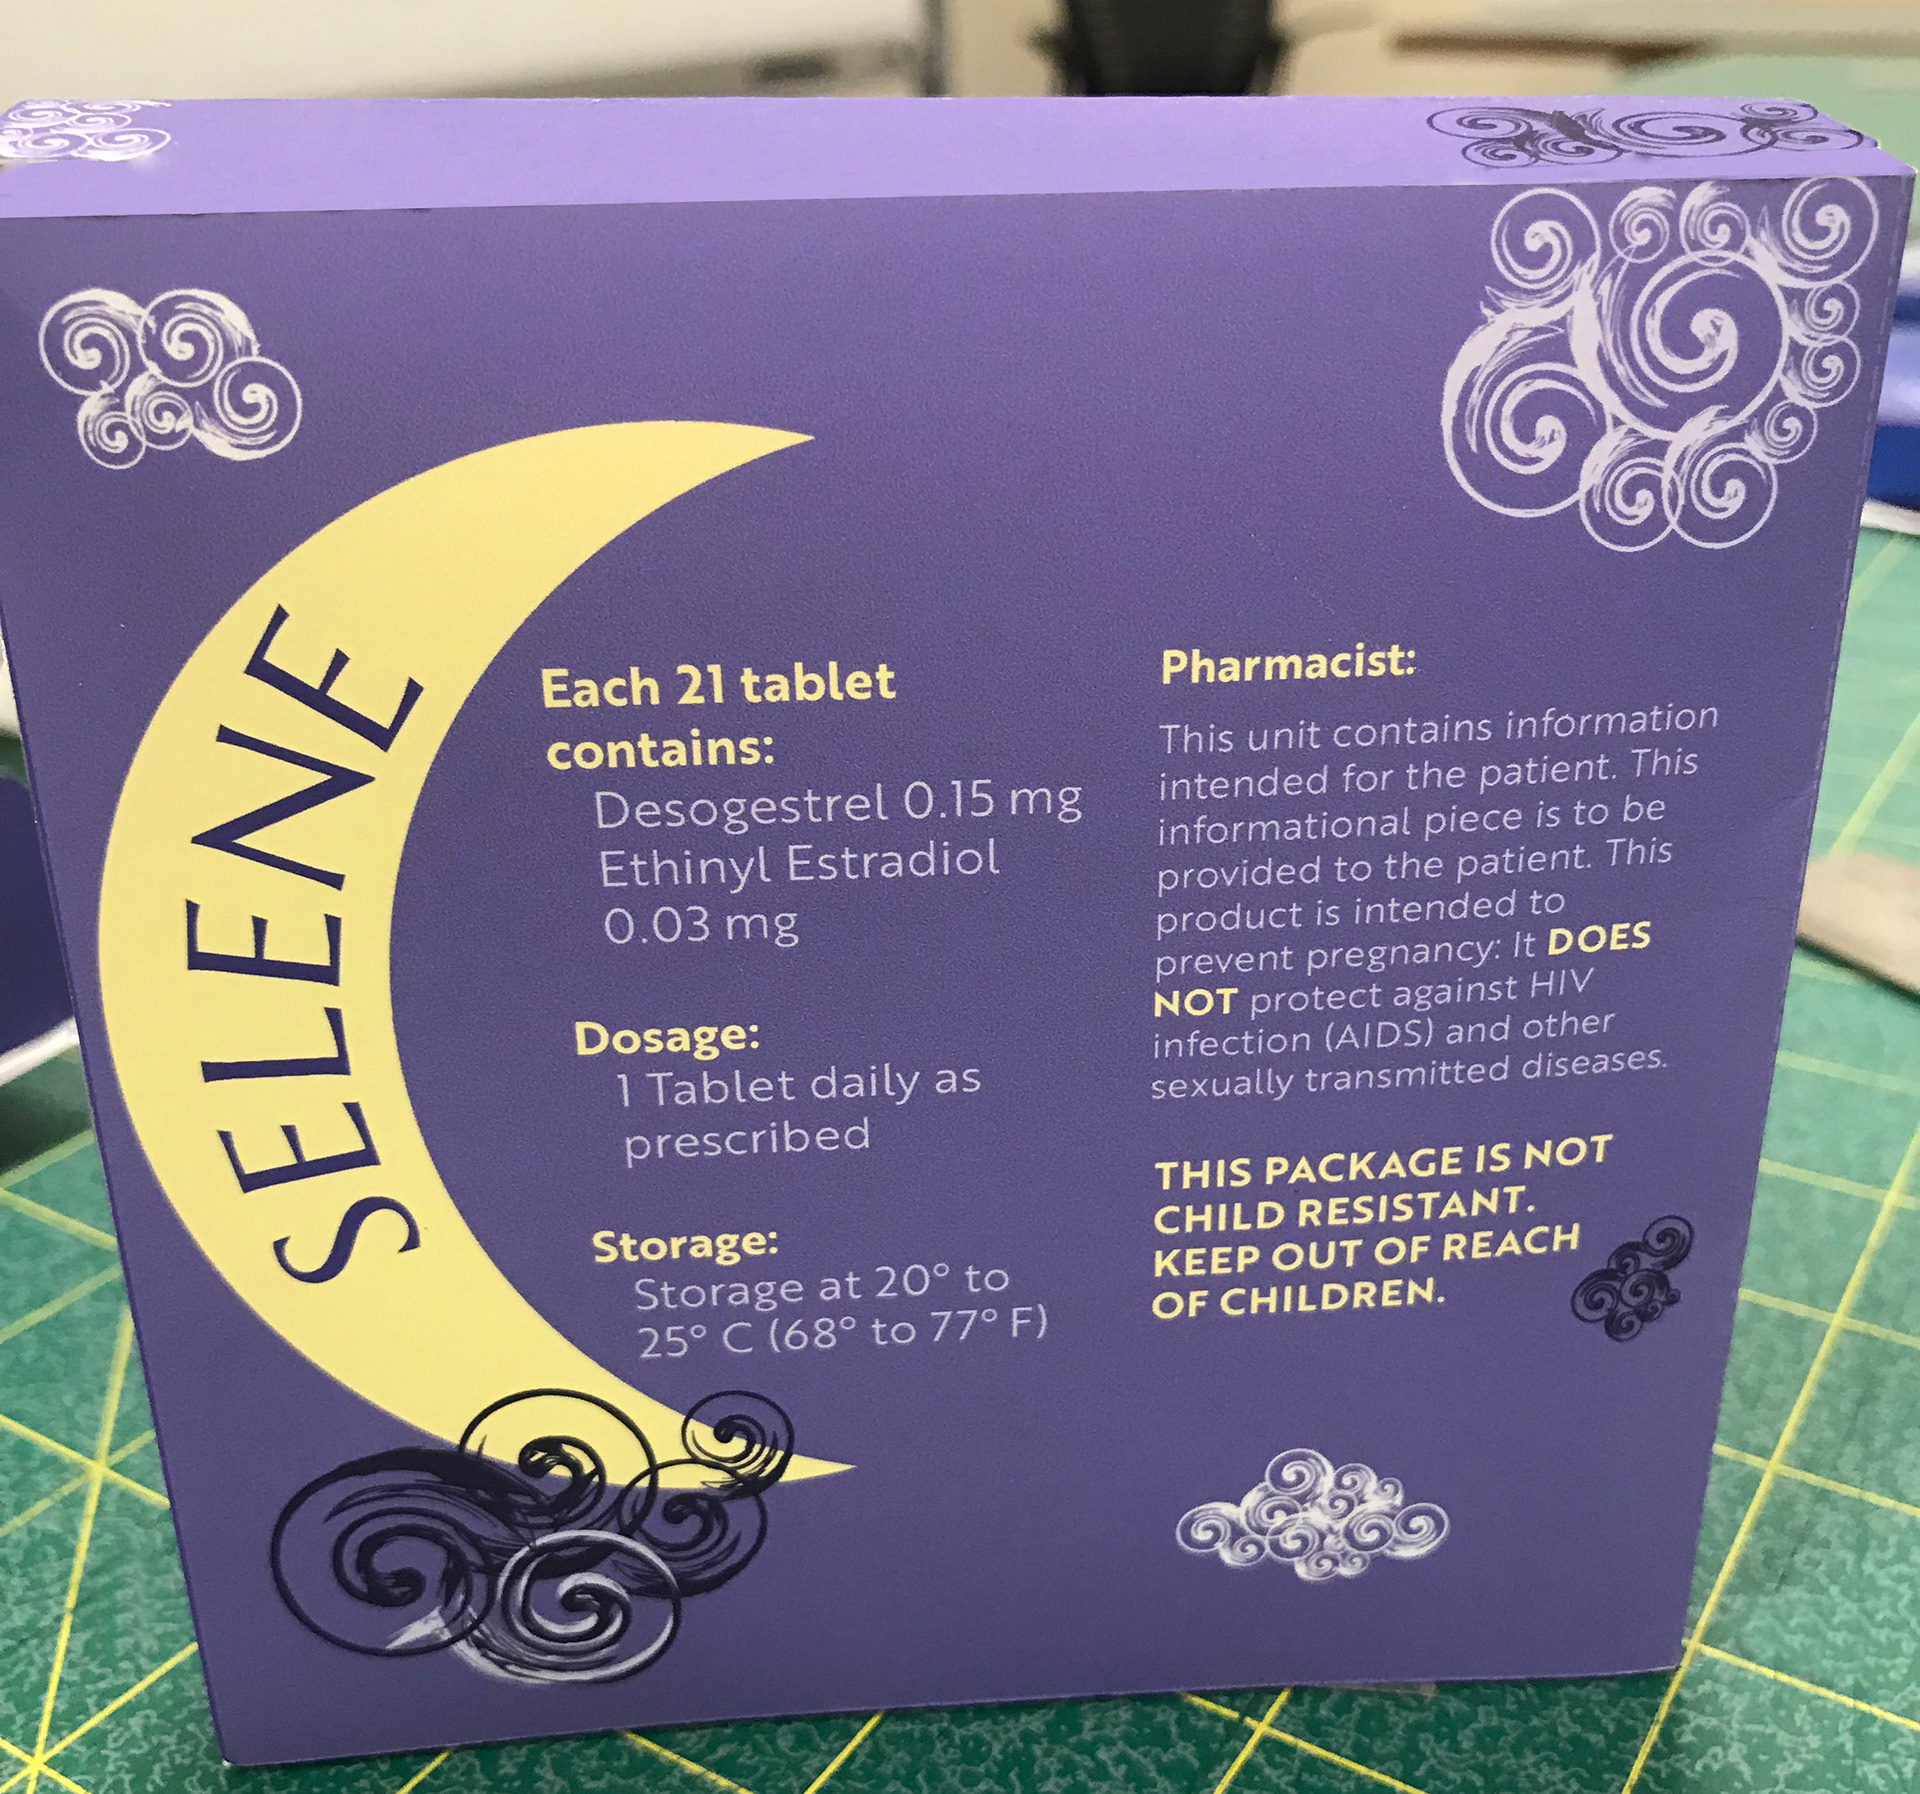 SELENE
Each 21 tablet
contains:
Desogestrel 0.15 mg
Ethinyl Estradiol
0.03 mg
Dosage:
1 Tablet daily as
prescribed
Storage:
Storage at 20° to
25° C (68° to 77° F)
Pharmacist:
This unit contains information
intended for the patient. This
informational piece is to be
provided to the patient. This
product is intended to
prevent pregnancy: It DOES
NOT protect against HIV
infection (AIDS) and other
sexually transmitted diseases.
THIS PACKAGE IS NOT
CHILD RESISTANT.
KEEP OUT OF REACH
OF CHILDREN.